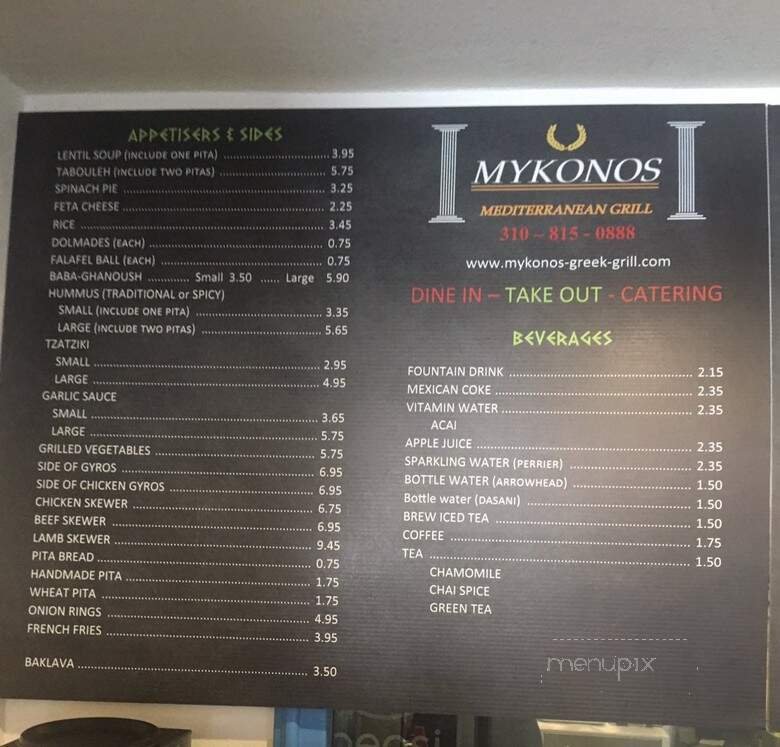 APPETISERS & SIDES
LENTIL SOUP (INCLUDE ONE PITA) 3.95
TABOULEH (INCLUDE TWO PITAS) 5.75
SPINACH PIE 3.25
FETA CHEESE 2.25
RICE 3.45
DOLMADES (EACH) 0.75
FALAFEL BALL (EACH) 0.75
BABA-GHANOUSH ............ Small 3.50 ...... Large 5.90
HUMMUS (TRADITIONAL or SPICY)
SMALL (INCLUDE ONE PITA) 3.35
LARGE (INCLUDE TWO PITAS) 5.65
TZATZIKI
SMALL 2.95
LARGE 4.95
GARLIC SAUCE
SMALL 3.65
LARGE 5.75
GRILLED VEGETABLES 5.75
SIDE OF GYROS 6.95
SIDE OF CHICKEN GYROS 6.95
CHICKEN SKEWER 6.75
BEEF SKEWER 6.95
LAMB SKEWER 9.45
PITA BREAD 0.75
HANDMADE PITA 1.75
WHEAT PITA 1.75
ONION RINGS 4.95
FRENCH FRIES 3.95
BAKLAVA 3.50
MYKONOS
MEDITERRANEAN GRILL
310 – 815 - 0888
www.mykonos-greek-grill.com
DINE IN – TAKE OUT - CATERING
BEVERAGES
FOUNTAIN DRINK 2.15
MEXICAN COKE 2.35
VITAMIN WATER 2.35
ACAI
APPLE JUICE 2.35
SPARKLING WATER (PERRIER) 2.35
BOTTLE WATER (ARROWHEAD) 1.50
Bottle water (DASANI) 1.50
BREW ICED TEA 1.50
COFFEE 1.75
TEA 1.50
CHAMOMILE
CHAI SPICE
GREEN TEA
menupix
pepsi